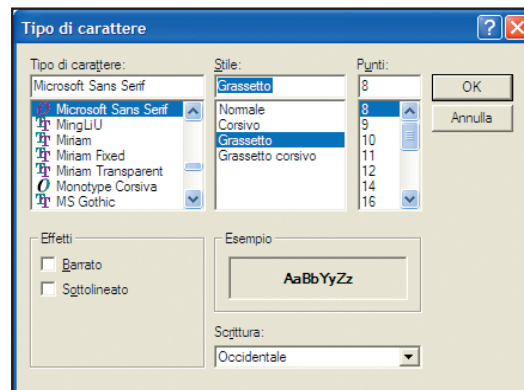 Tipo di carattere
Tipo di carattere: Stile: Punti:
Microsoft Sans Serif Grassetto 8 OK
Microsoft Sans Serif Normale 8 Annulla
MingLiU Corsivo 9
Miriam Grassetto 10
Miriam Fixed Grassetto corsivo 11
Miriam Transparent 12
Monotype Corsiva 14
MS Gothic 16
Effetti Esempio
Barrato AaBbYyZz
Sottolineato
Scrittura:
Occidentale